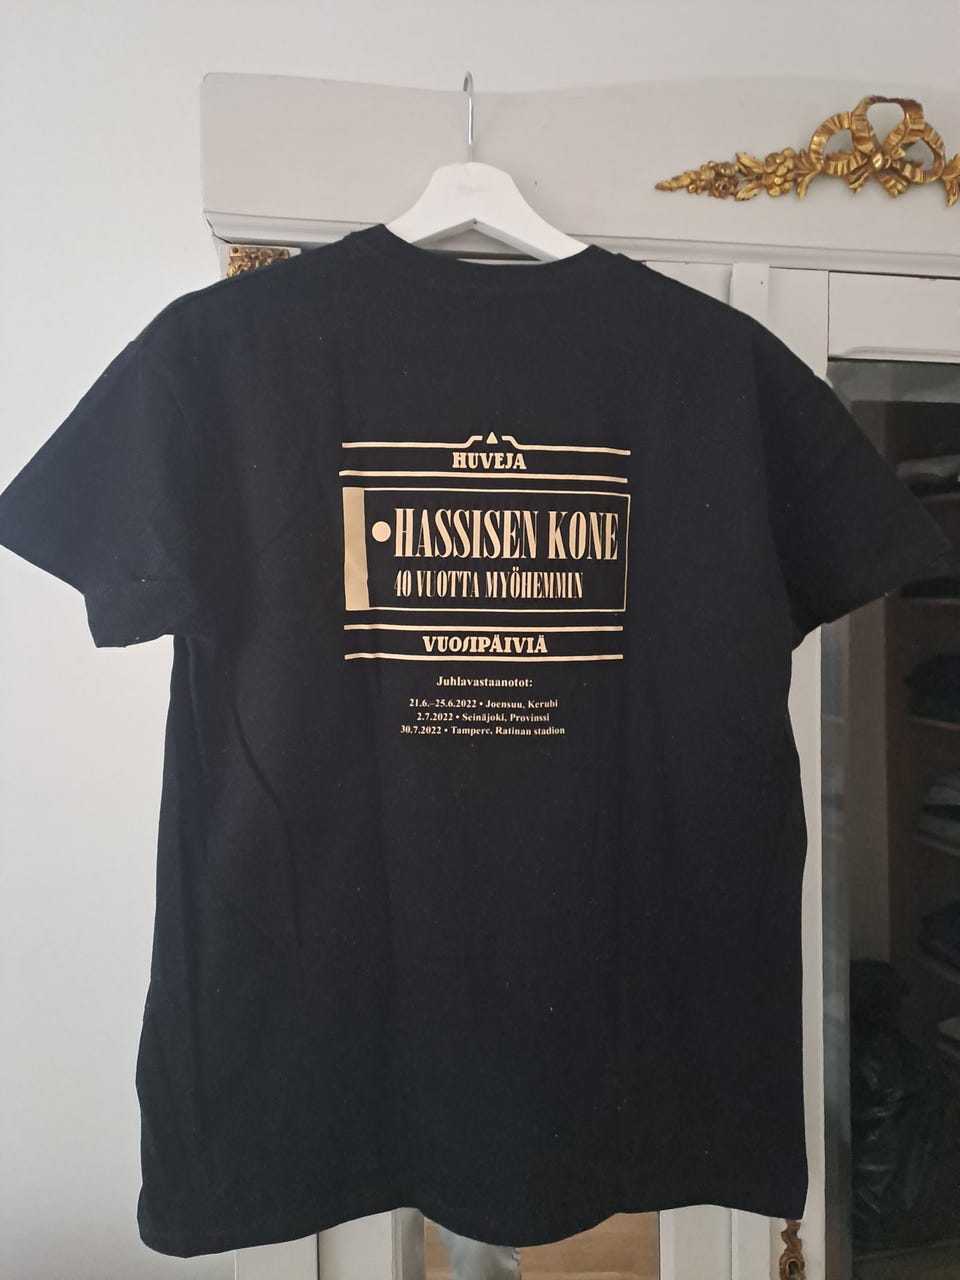 HUVEJA
HASSISEN KONE
40 VUOTTA MYÖHEMMIN
VUOSIPÄIVIÄ
Juhlavastaanotot:
21.6.–25.6.2022 • Joensuu, Kerubi
2.7.2022 • Seinäjoki, Provinssi
30.7.2022 • Tampere, Ratinan stadion